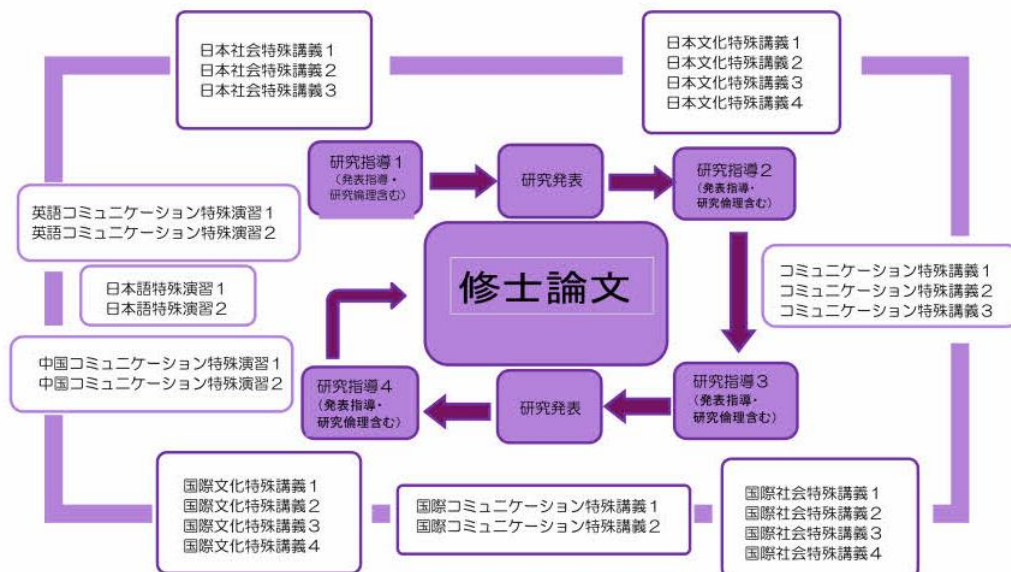 日本社会特殊講義1
日本社会特殊講義2
日本社会特殊講義3
日本文化特殊講義1
日本文化特殊講義2
日本文化特殊講義3
日本文化特殊講義4
研究指導1
(発表指導・
研究倫理含む)
研究発表
研究指導2
(発表指導・
研究倫理含む)
英語コミュニケーション特殊演習1
英語コミュニケーション特殊演習2
日本語特殊演習1
日本語特殊演習2
中国コミュニケーション特殊演習1
中国コミュニケーション特殊演習2
修士論文
コミュニケーション特殊講義1
コミュニケーション特殊講義2
コミュニケーション特殊講義3
研究指導4
(発表指導・
研究倫理含む)
研究発表
研究指導3
(発表指導・
研究倫理含む)
国際文化特殊講義1
国際文化特殊講義2
国際文化特殊講義3
国際文化特殊講義4
国際コミュニケーション特殊講義1
国際コミュニケーション特殊講義2
国際社会特殊講義1
国際社会特殊講義2
国際社会特殊講義3
国際社会特殊講義4